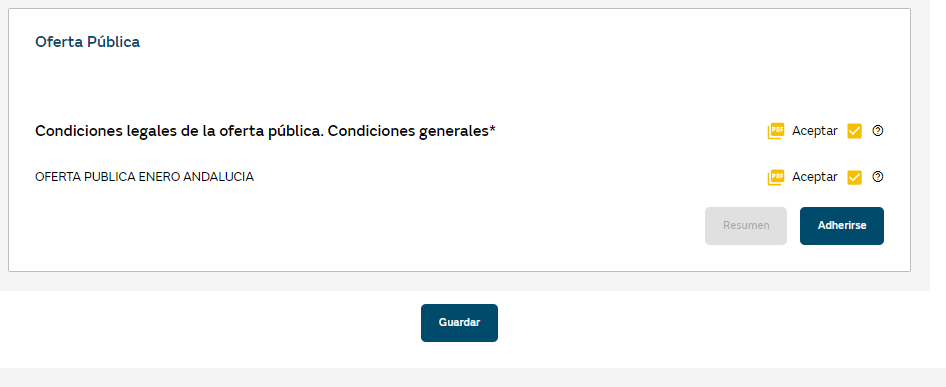 Oferta Pública
Condiciones legales de la oferta pública. Condiciones generales*
PDF Aceptar
OFERTA PUBLICA ENERO ANDALUCIA
PDF Aceptar
Resumen Adherirse
Guardar